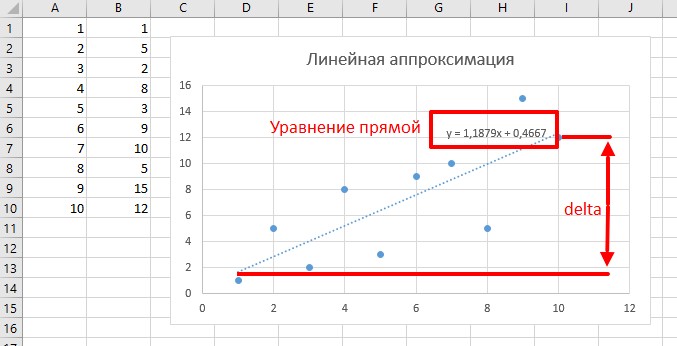 A B C D E F G H I J
1 1 1
2 2 5
3 3 2
4 4 8
5 5 3
6 6 9
7 7 10
8 8 5
9 9 15
10 10 12
11
12
13
14
15
16
17
Линейная аппроксимация
16
14
12
10
8
6
4
2
0
0 2 4 6 8 10 12
Уравнение прямой
y = 1,1879x + 0,4667
delta